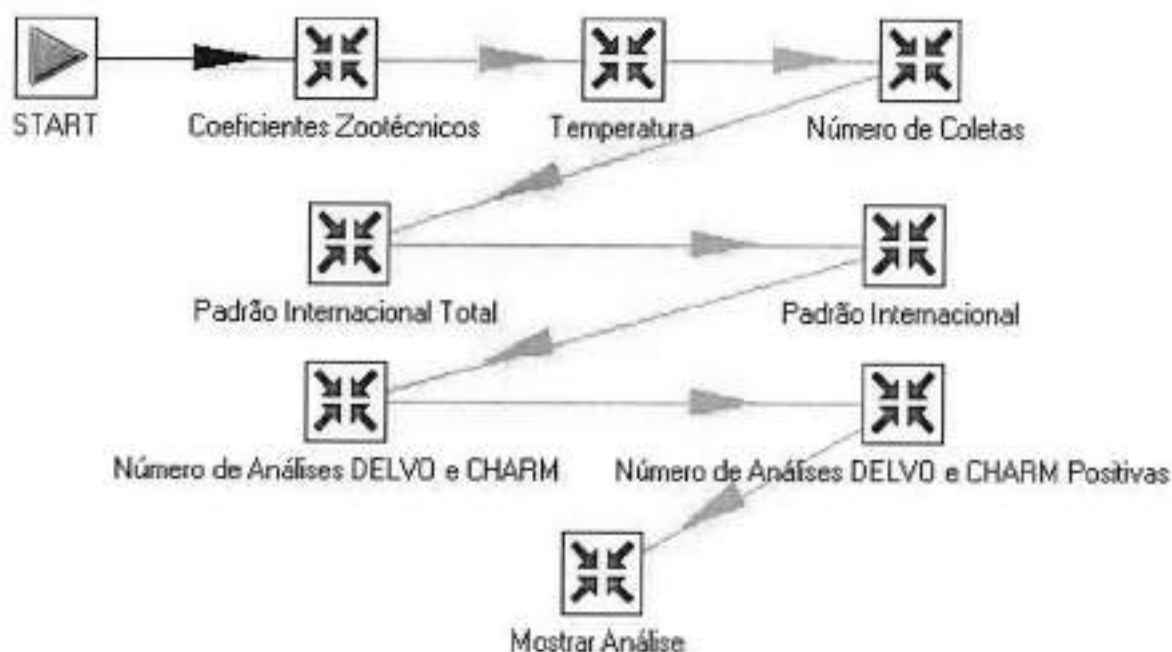 START
Coeficientes Zootécnicos
Temperatura
Número de Coletas
Padrão Internacional Total
Padrão Internacional
Número de Análises DELVO e CHARM
Número de Análises DELVO e CHARM Positivas
Mostrar Análise